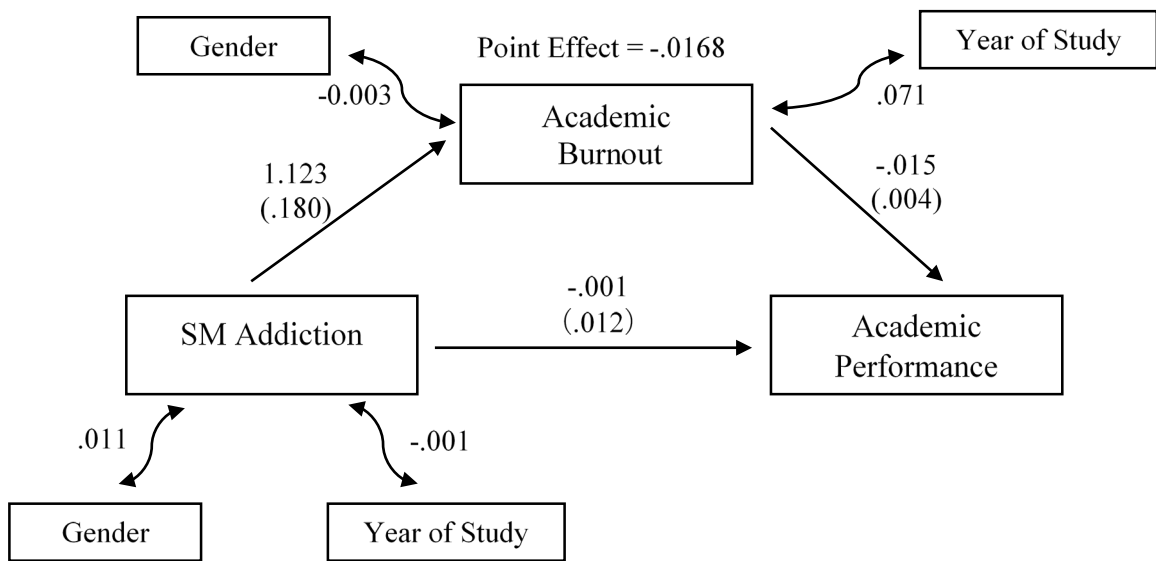 Gender
Point Effect = -.0168
Year of Study
-0.003
.071
Academic
Burnout
1.123
(.180)
-.015
(.004)
-.001
(.012)
SM Addiction
Academic
Performance
.011
-.001
Gender
Year of Study